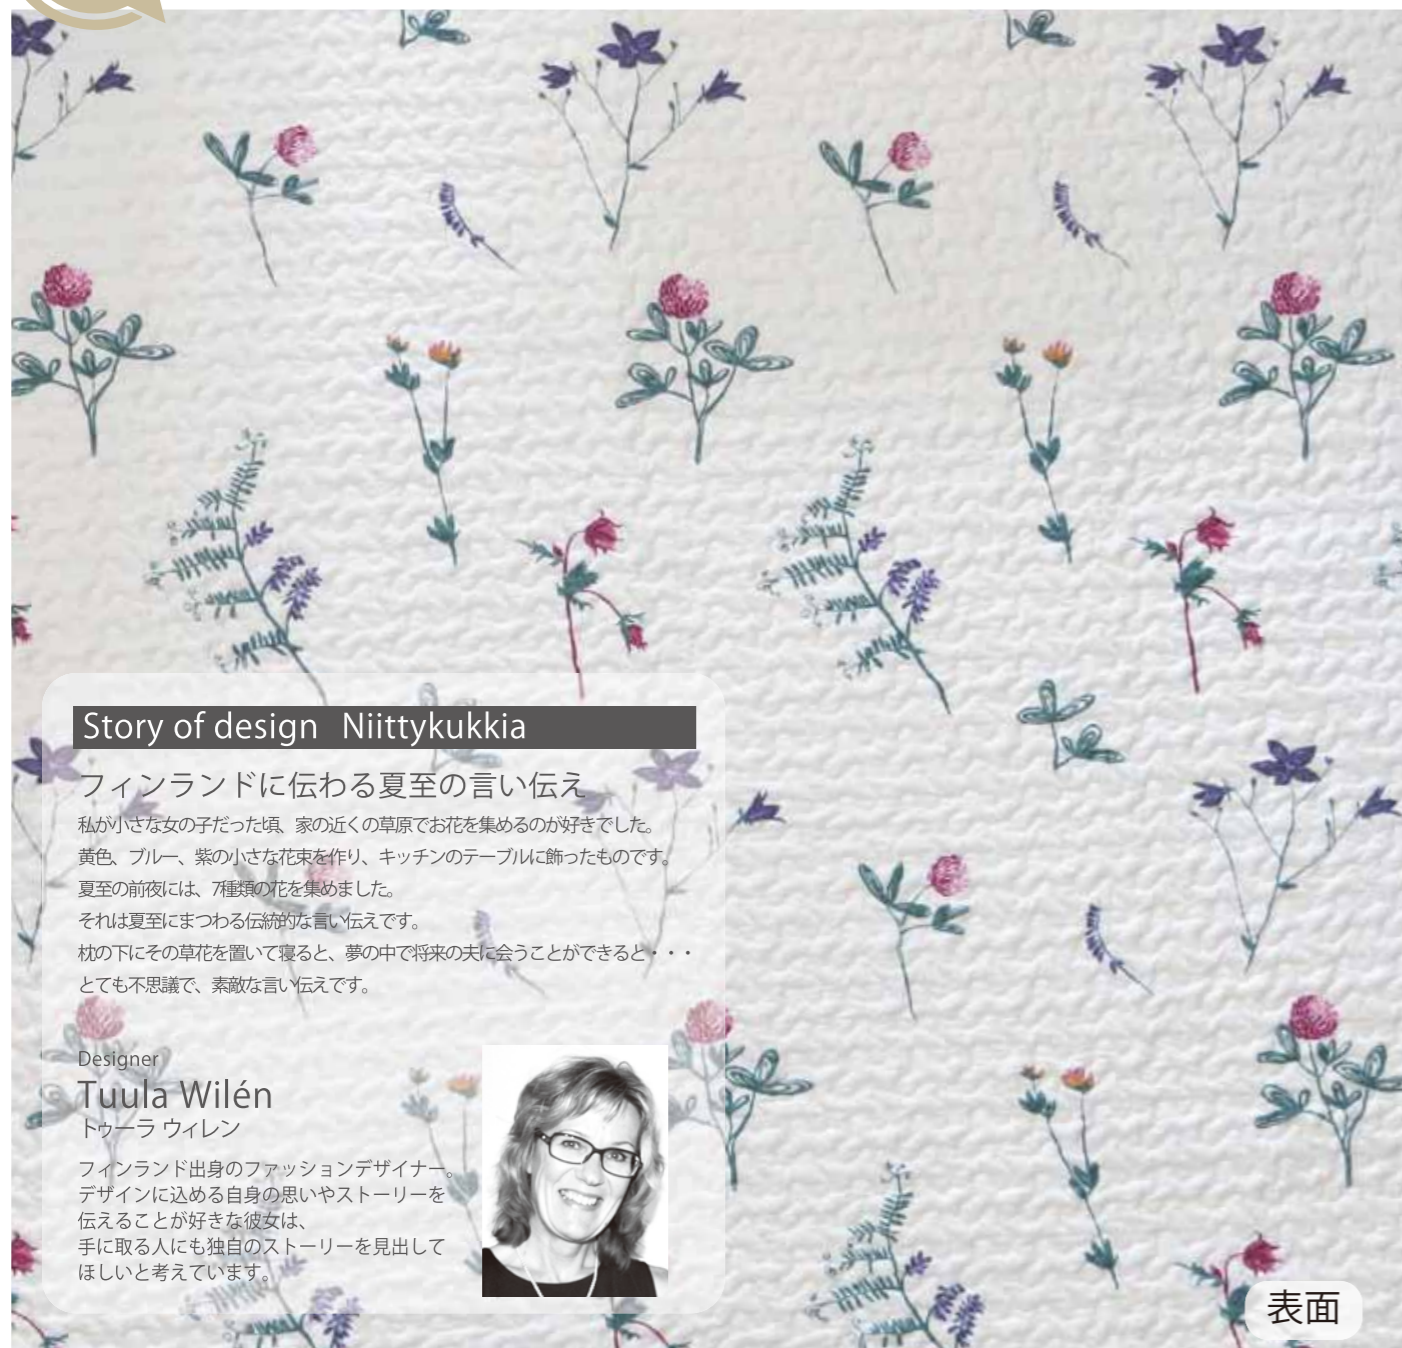 Story of design Niittykukkia
フィンランドに伝わる夏至の言い伝え
私が小さな女の子だった頃、家の近くの草原でお花を集めるのが好きでした。
黄色、ブルー、紫の小さな花束を作り、キッチンのテーブルに飾ったものです。
夏至の前夜には、7種類の花を集めました。
それは夏至にまつわる伝統的な言い伝えです。
枕の下にその草花を置いて寝ると、夢の中で将来の夫に会うことができると・・・
とても不思議で、素敵な言い伝えです。
Designer
Tuula Wilén
トゥーラ ウィレン
フィンランド出身のファッションデザイナー。
デザインに込める自身の思いやストーリーを
伝えることが好きな彼女は、
手に取る人にも独自のストーリーを見出して
ほしいと考えています。
表面